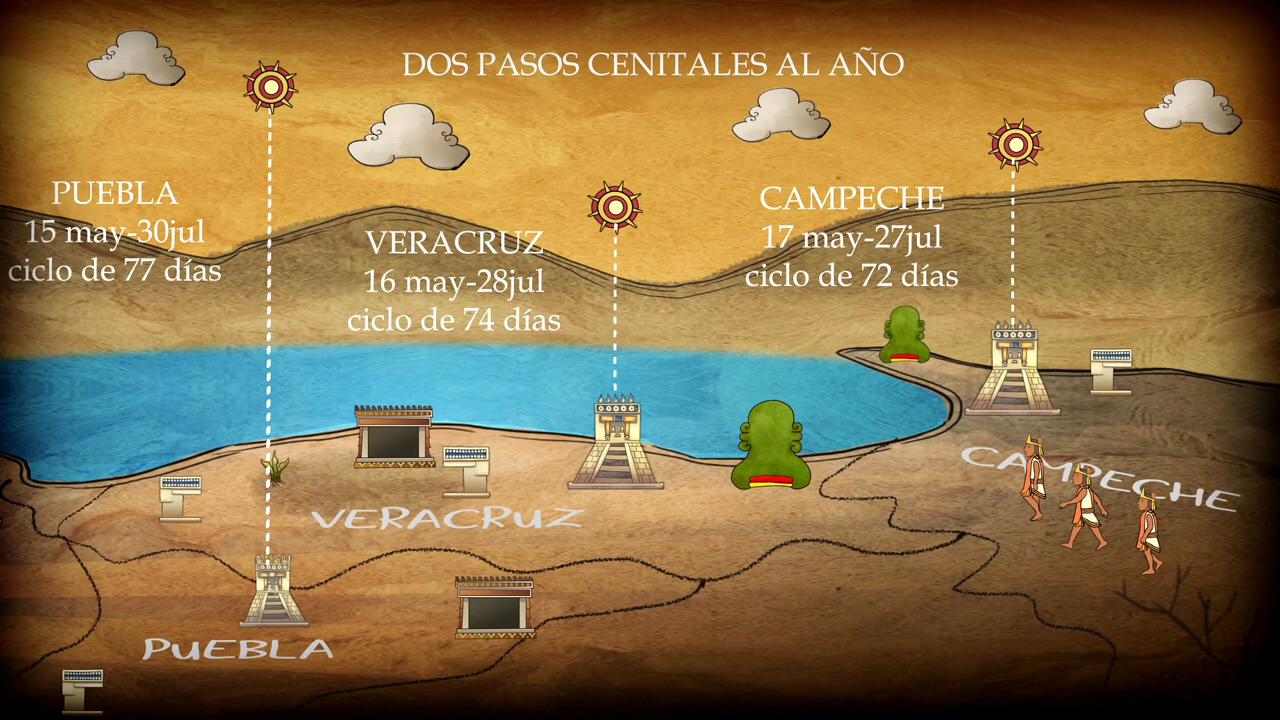 DOS PASOS CENITALES AL AÑO
PUEBLA
15 may-30jul
ciclo de 77 días
VERACRUZ
16 may-28jul
ciclo de 74 días
CAMPECHE
17 may-27jul
ciclo de 72 días
CAMPECHE
VERACRUZ
PUEBLA